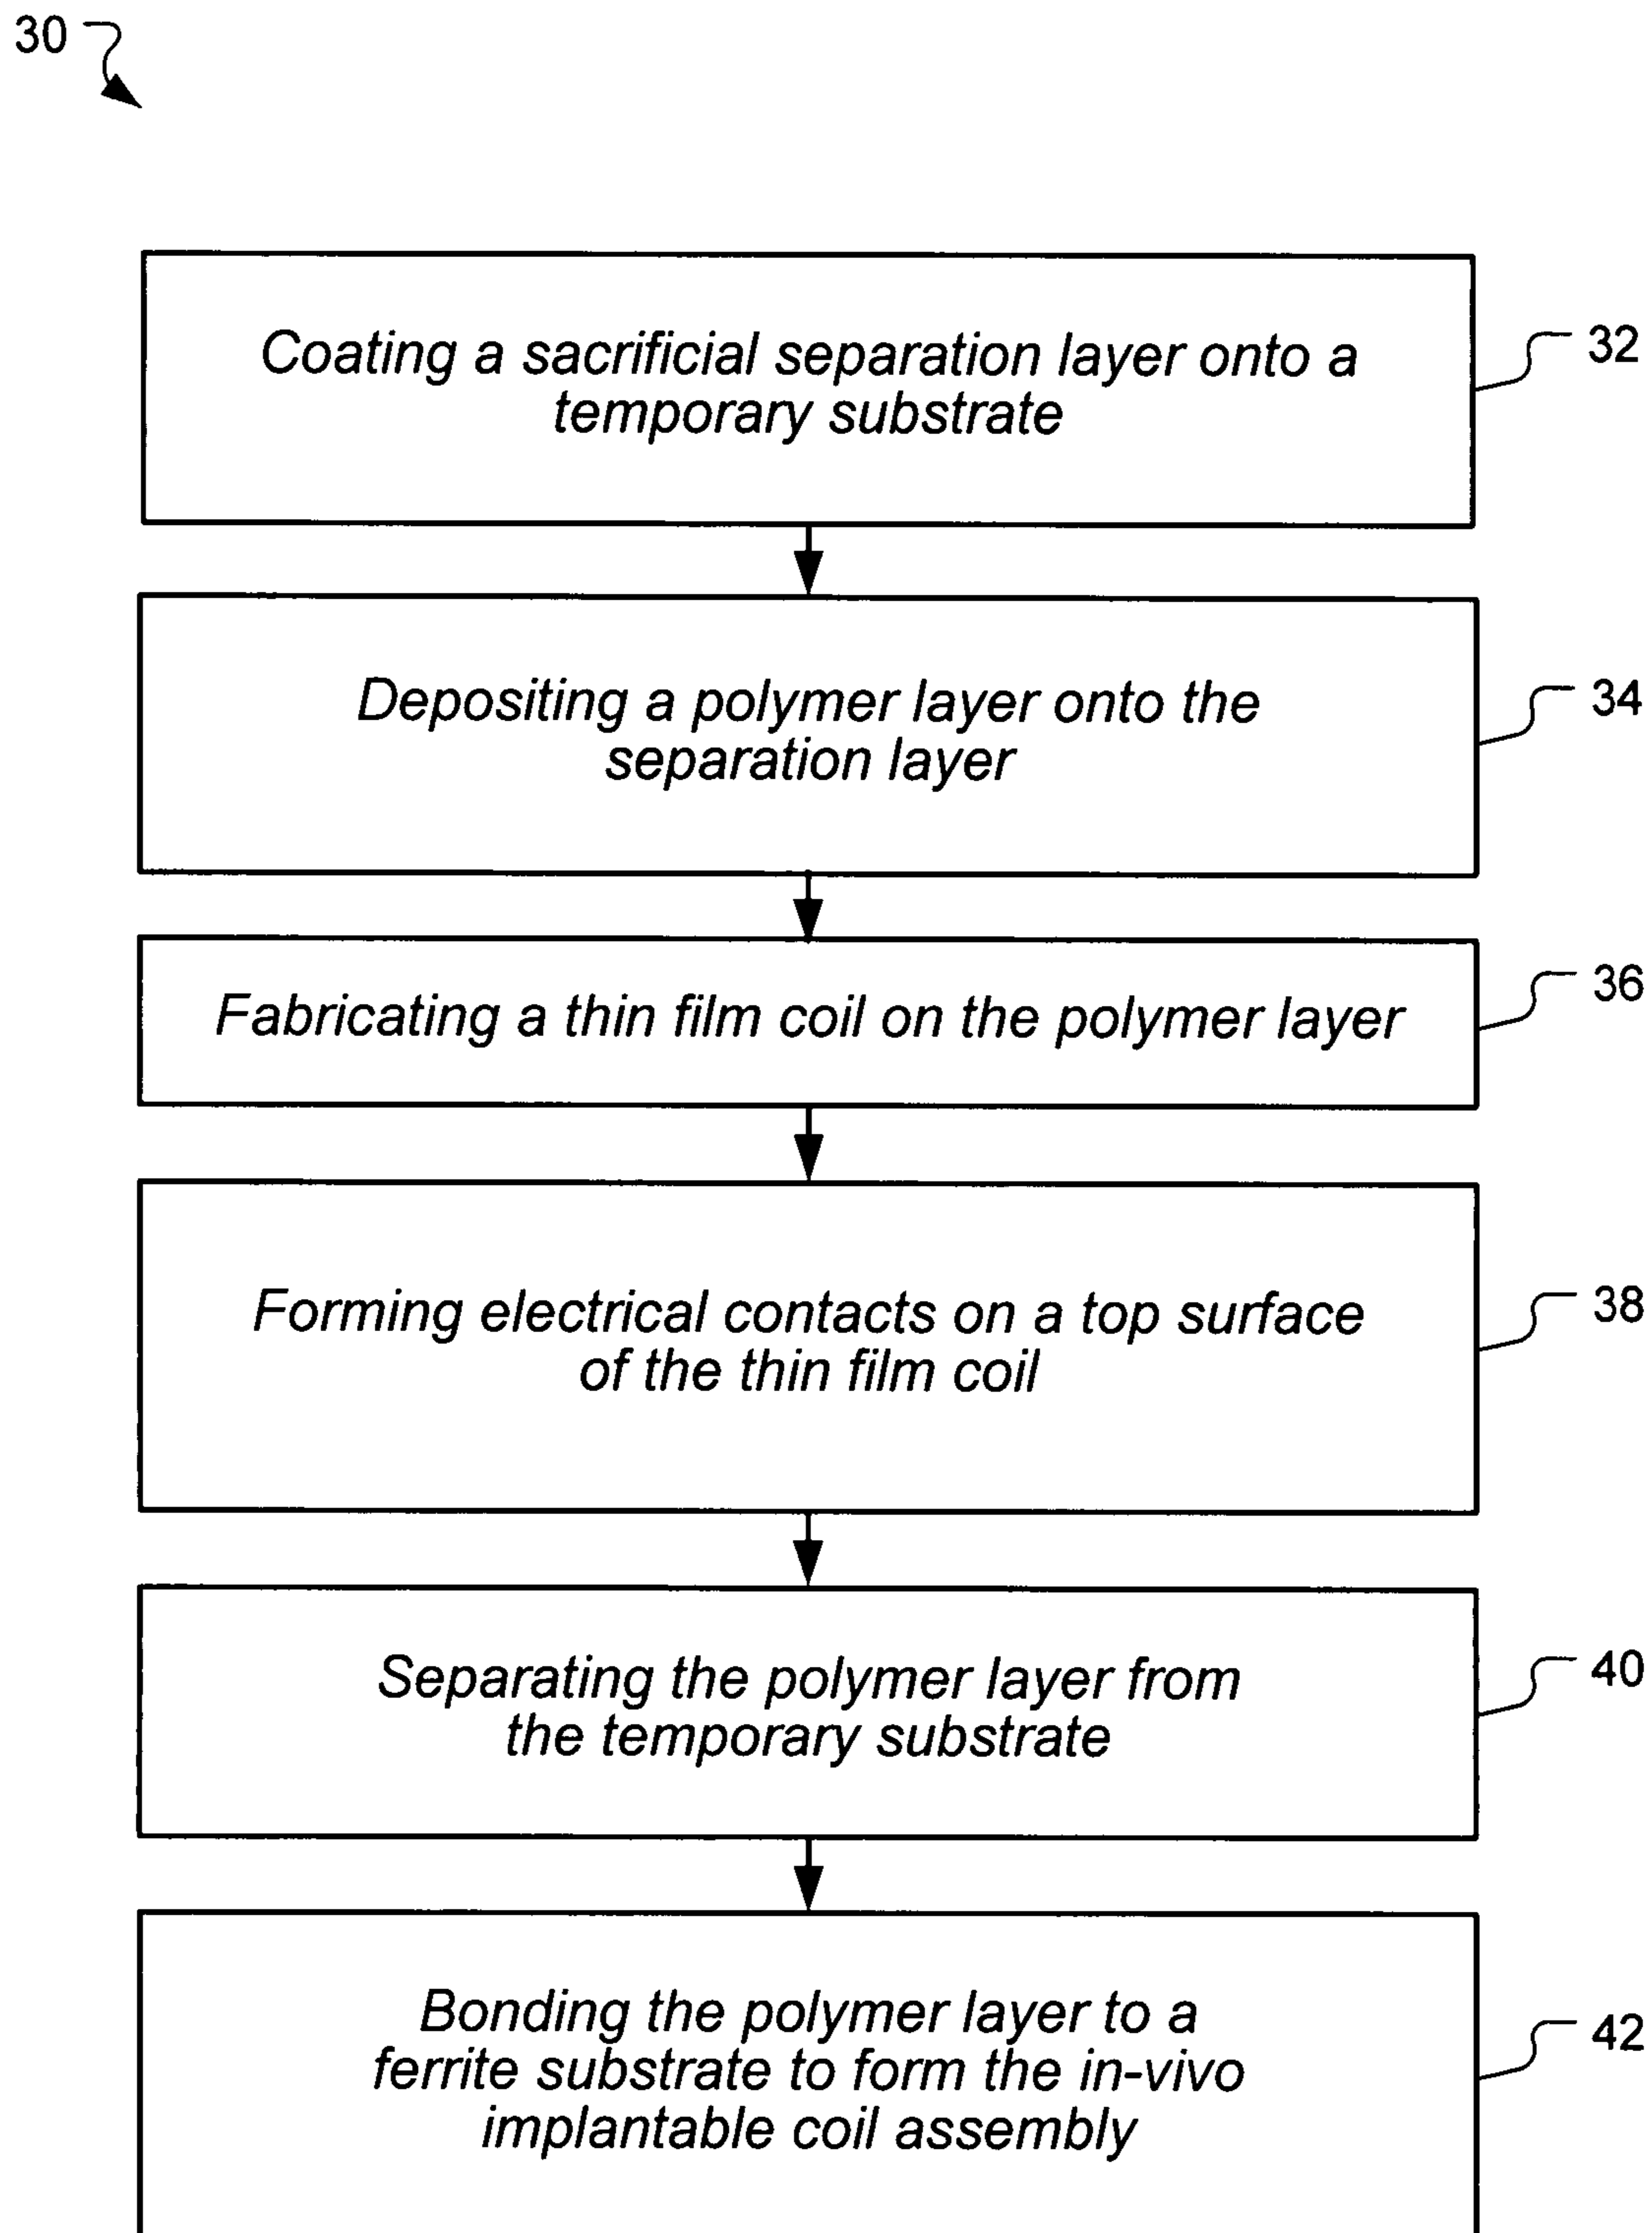 30
Coating a sacrificial separation layer onto a
temporary substrate
32
Depositing a polymer layer onto the
separation layer
34
Fabricating a thin film coil on the polymer layer
36
Forming electrical contacts on a top surface
of the thin film coil
38
Separating the polymer layer from
the temporary substrate
40
Bonding the polymer layer to a
ferrite substrate to form the in-vivo
implantable coil assembly
42